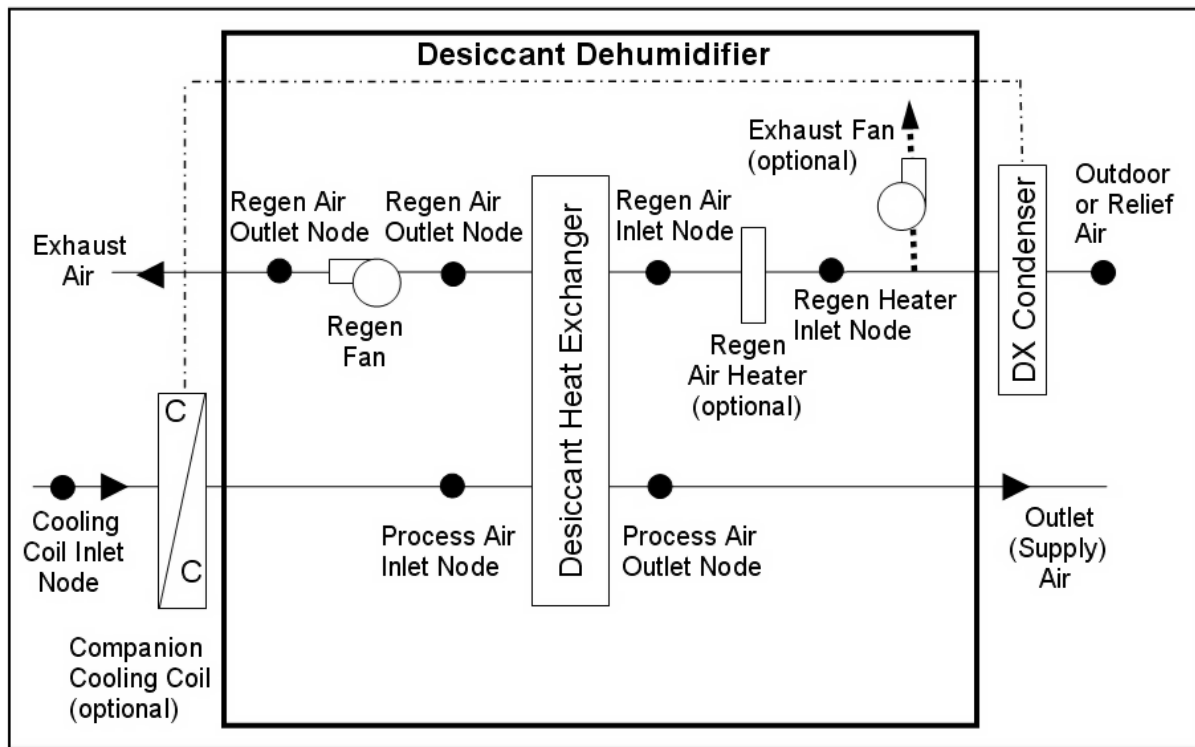 Desiccant Dehumidifier
Exhaust Fan
(optional)
Regen Air
Outlet Node
Regen Air
Outlet Node
Regen Air
Inlet Node
Outdoor
or Relief
Air
Exhaust
Air
Regen
Fan
Desiccant Heat Exchanger
Regen
Air Heater
(optional)
Regen Heater
Inlet Node
DX Condenser
C
C
Cooling
Coil Inlet
Node
Process Air
Inlet Node
Process Air
Outlet Node
Outlet
(Supply)
Air
Companion
Cooling Coil
(optional)